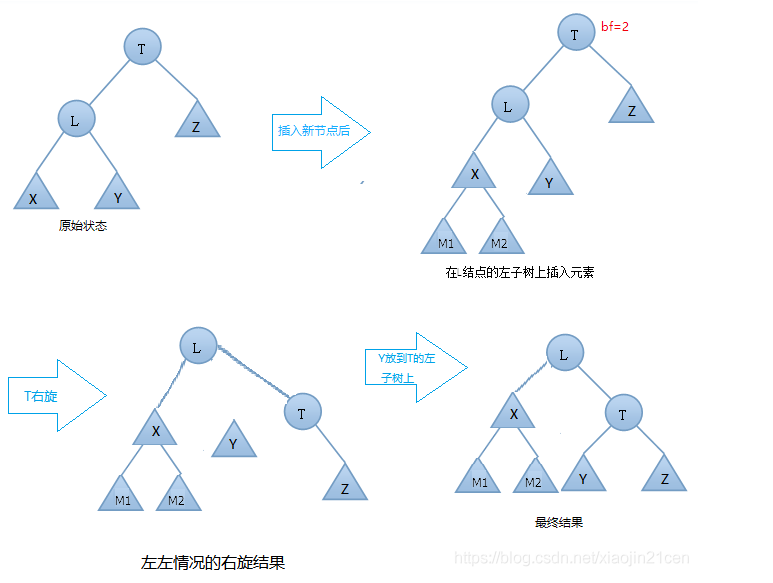 T
bf=2
T
L
Z
L
Z
插入新节点后
X
Y
X
Y
M1
M2
原始状态
在L结点的左子树上插入元素
L
T右旋
X
Y
T
Z
M1
M2
Y放到T的左
子树上
L
X
T
M1
M2
Y
Z
最终结果
左左情况的右旋结果
https://blog.csdn.net/xiaojin21cen